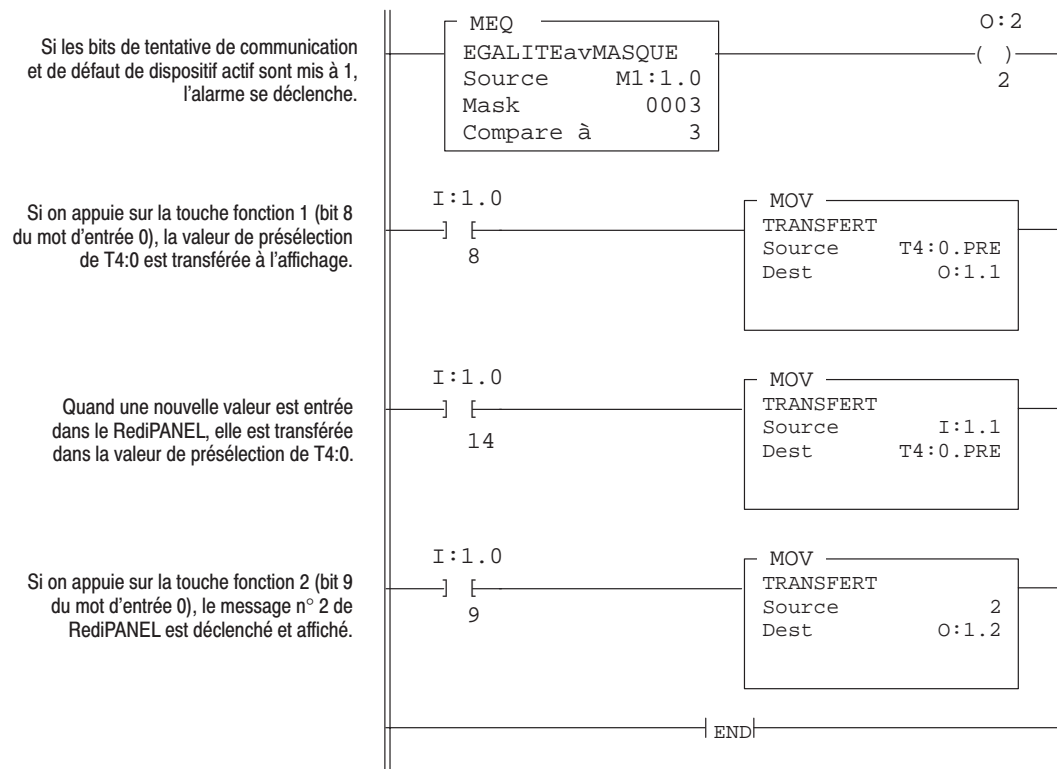 Si les bits de tentative de communication
et de défaut de dispositif actif sont mis à 1,
l'alarme se déclenche.
MEQ
EGALITEavMASQUE
Source M1:1.0
Mask 0003
Compare à 3
O:2
( )
2
Si on appuie sur la touche fonction 1 (bit 8
du mot d'entrée 0), la valeur de présélection
de T4:0 est transférée à l'affichage.
I:1.0
] [
8
MOV
TRANSFERT
Source T4:0.PRE
Dest O:1.1
Quand une nouvelle valeur est entrée
dans le RediPANEL, elle est transférée
dans la valeur de présélection de T4:0.
I:1.0
] [
14
MOV
TRANSFERT
Source I:1.1
Dest T4:0.PRE
Si on appuie sur la touche fonction 2 (bit 9
du mot d'entrée 0), le message n° 2 de
RediPANEL est déclenché et affiché.
I:1.0
] [
9
MOV
TRANSFERT
Source 2
Dest O:1.2
END